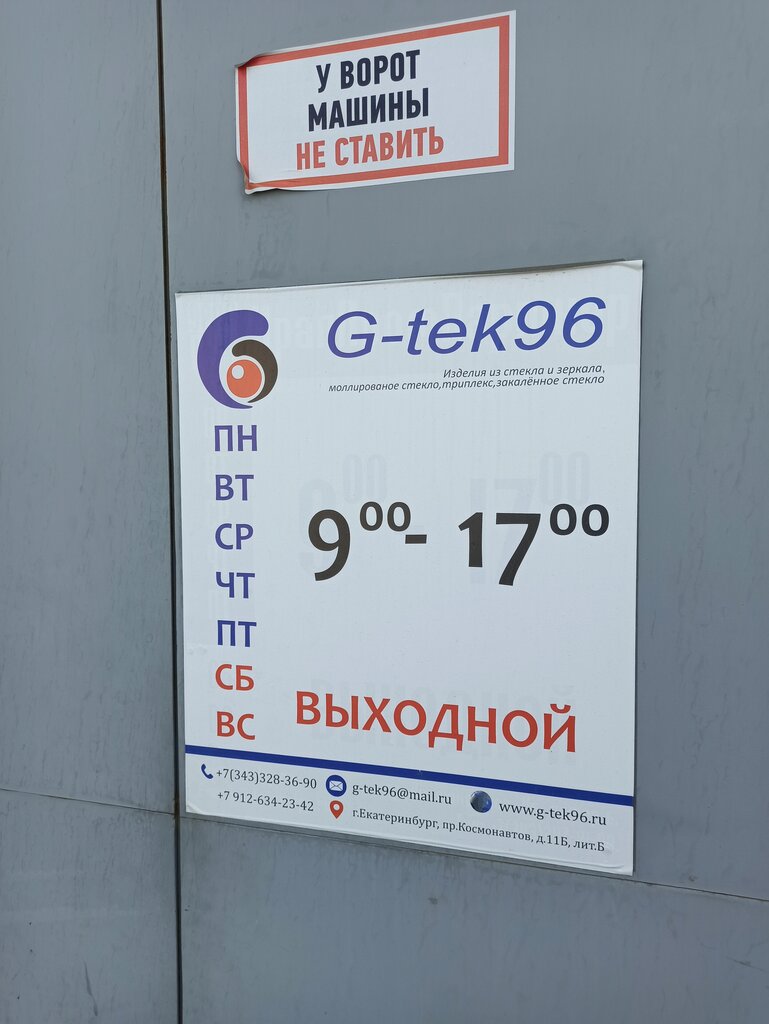 У ВОРОТ
МАШИНЫ
НЕ СТАВИТЬ
G-tek96
Изделия из стекла и зеркала,
моллированое стекло,триплекс,закалённое стекло
ПН
ВТ
СР
ЧТ
ПТ
9⁰⁰- 17⁰⁰
СБ
ВС
ВЫХОДНОЙ
+7(343)328-36-90
+7 912-634-23-42
g-tek96@mail.ru
www.g-tek96.ru
г.Екатеринбург, пр.Космонавтов, д.11Б, лит.Б